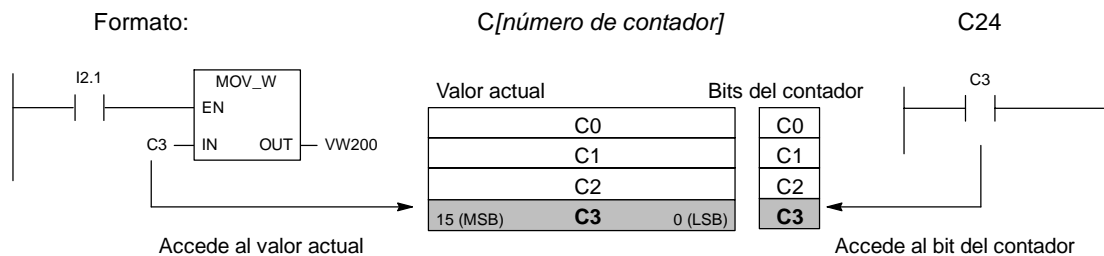 Formato: C[número de contador] C24
I2.1
MOV_W
EN
C3 IN OUT VW200
Accede al valor actual
Valor actual Bits del contador
C0 C0
C1 C1
C2 C2
15 (MSB) C3 0 (LSB) C3
C3
Accede al bit del contador